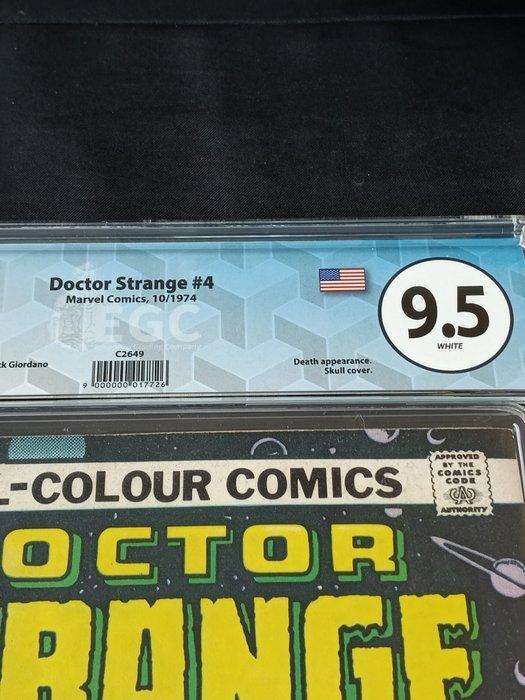 Doctor Strange #4
Marvel Comics, 10/1974
EGC
C2649
ck Giordano
9 000000 017726
Death appearance.
Skull cover.
9.5
WHITE
L-COLOUR COMICS
APPROVED
BY THE
COMICS
CODE
CA
AUTHORITY
OCTOR
RANGE